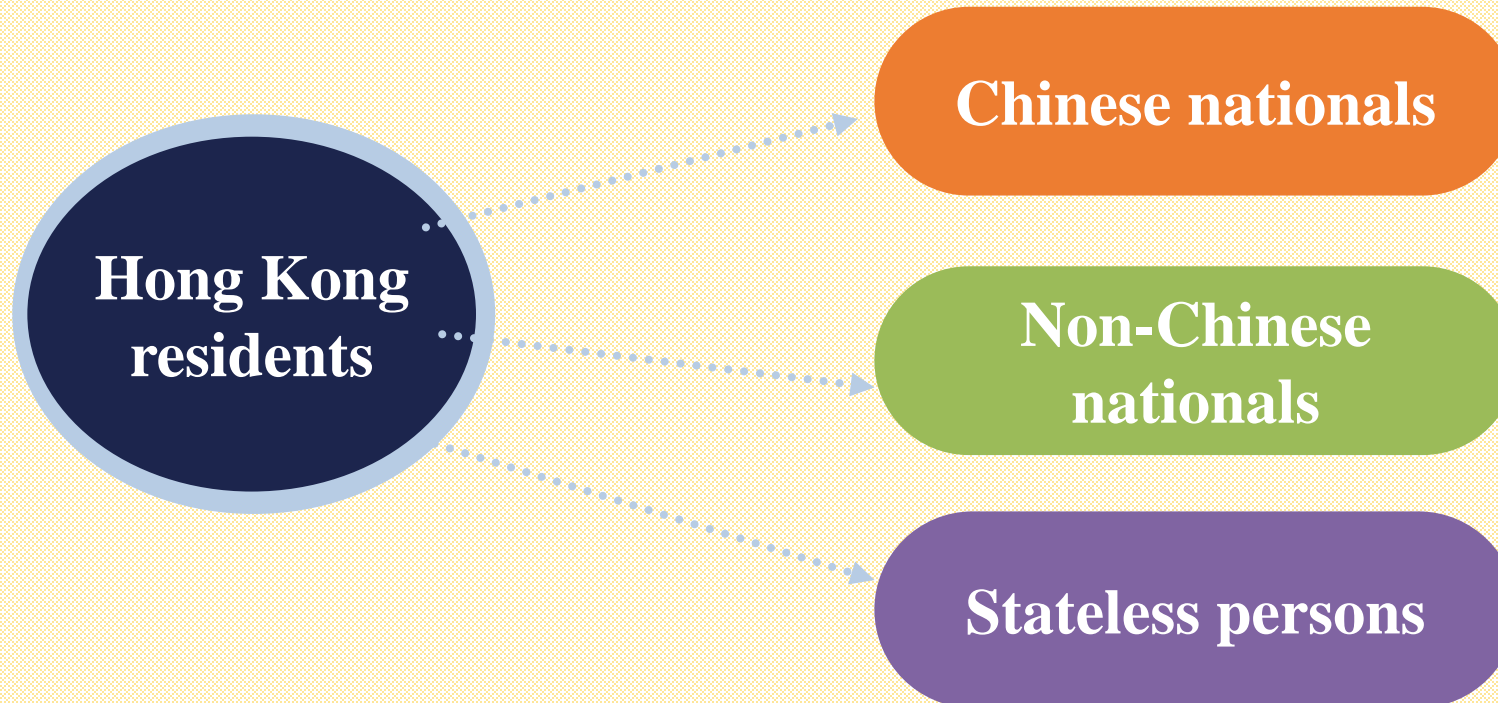 Chinese nationals
Hong Kong
residents
Non-Chinese
nationals
Stateless persons